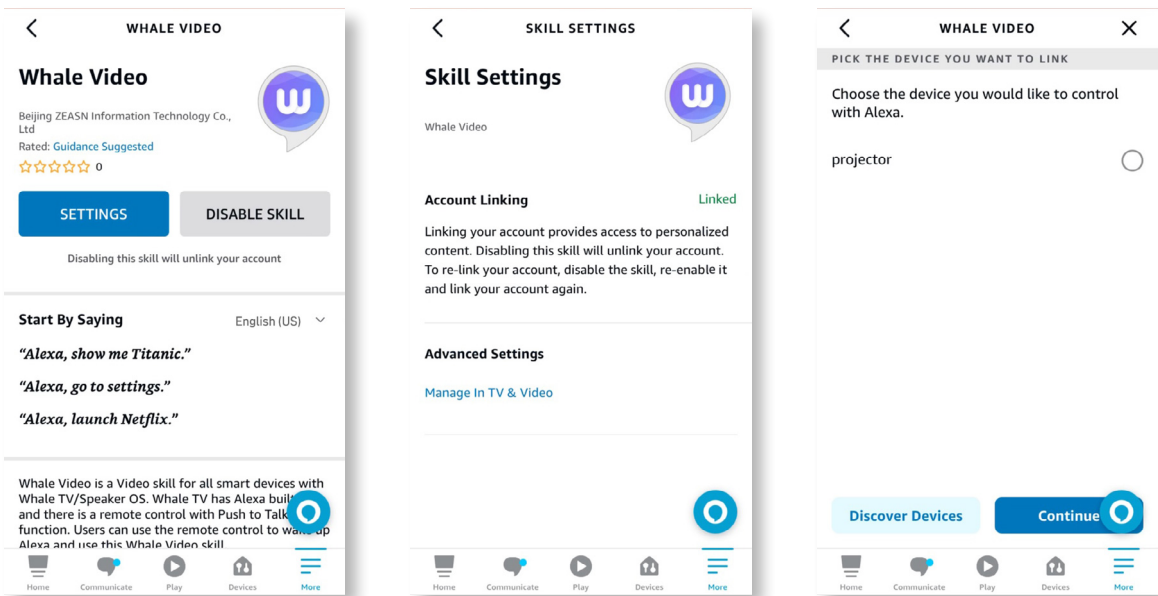 WHALE VIDEO
Whale Video
Beijing ZEASN Information Technology Co.,
Ltd
Rated: Guidance Suggested
0
SETTINGS
DISABLE SKILL
Disabling this skill will unlink your account
Start By Saying
English (US)
“Alexa, show me Titanic.”
“Alexa, go to settings.”
“Alexa, launch Netflix.”
Whale Video is a Video skill for all smart devices with
Whale TV/Speaker OS. Whale TV has Alexa
and there is a remote control with Push to Talk
function. Users can use the remote control to up
Alexa and use this Whale Video skill
Home
Communicate
Play
Devices
More
SKILL SETTINGS
Skill Settings
Whale Video
Account Linking
Linked
Linking your account provides access to personalized
content. Disabling this skill will unlink your account.
To re-link your account, disable the skill, re-enable it
and link your account again.
Advanced Settings
Manage In TV & Video
Home
Communicate
Play
Devices
More
WHALE VIDEO
PICK THE DEVICE YOU WANT TO LINK
Choose the device you would like to control
with Alexa.
projector
Discover Devices
Continue
Home
Communicate
Play
Devices
More